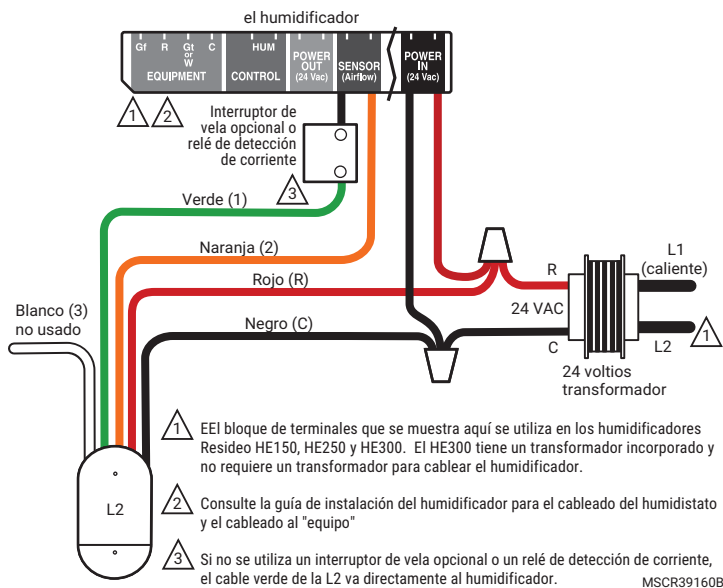 el humidificador
Gf R Gt or W C
EQUIPMENT
HUM
CONTROL
POWER OUT (24 Vac)
SENSOR (Airflow)
POWER IN (24 Vac)
1
2
Interruptor de
vela opcional o
relé de detección
de corriente
3
Verde (1)
Naranja (2)
Rojo (R)
Negro (C)
Blanco (3)
no usado
R
24 VAC
C
L1
(caliente)
L2
1
24 voltios
transformador
L2
1 EEl bloque de terminales que se muestra aquí se utiliza en los humidificadores
Resideo HE150, HE250 y HE300. El HE300 tiene un transformador incorporado y
no requiere un transformador para cablear el humidificador.
2 Consulte la guía de instalación del humidificador para el cableado del humidistato
y el cableado al "equipo"
3 Si no se utiliza un interruptor de vela opcional o un relé de detección de corriente,
el cable verde de la L2 va directamente al humidificador.
MSCR39160B